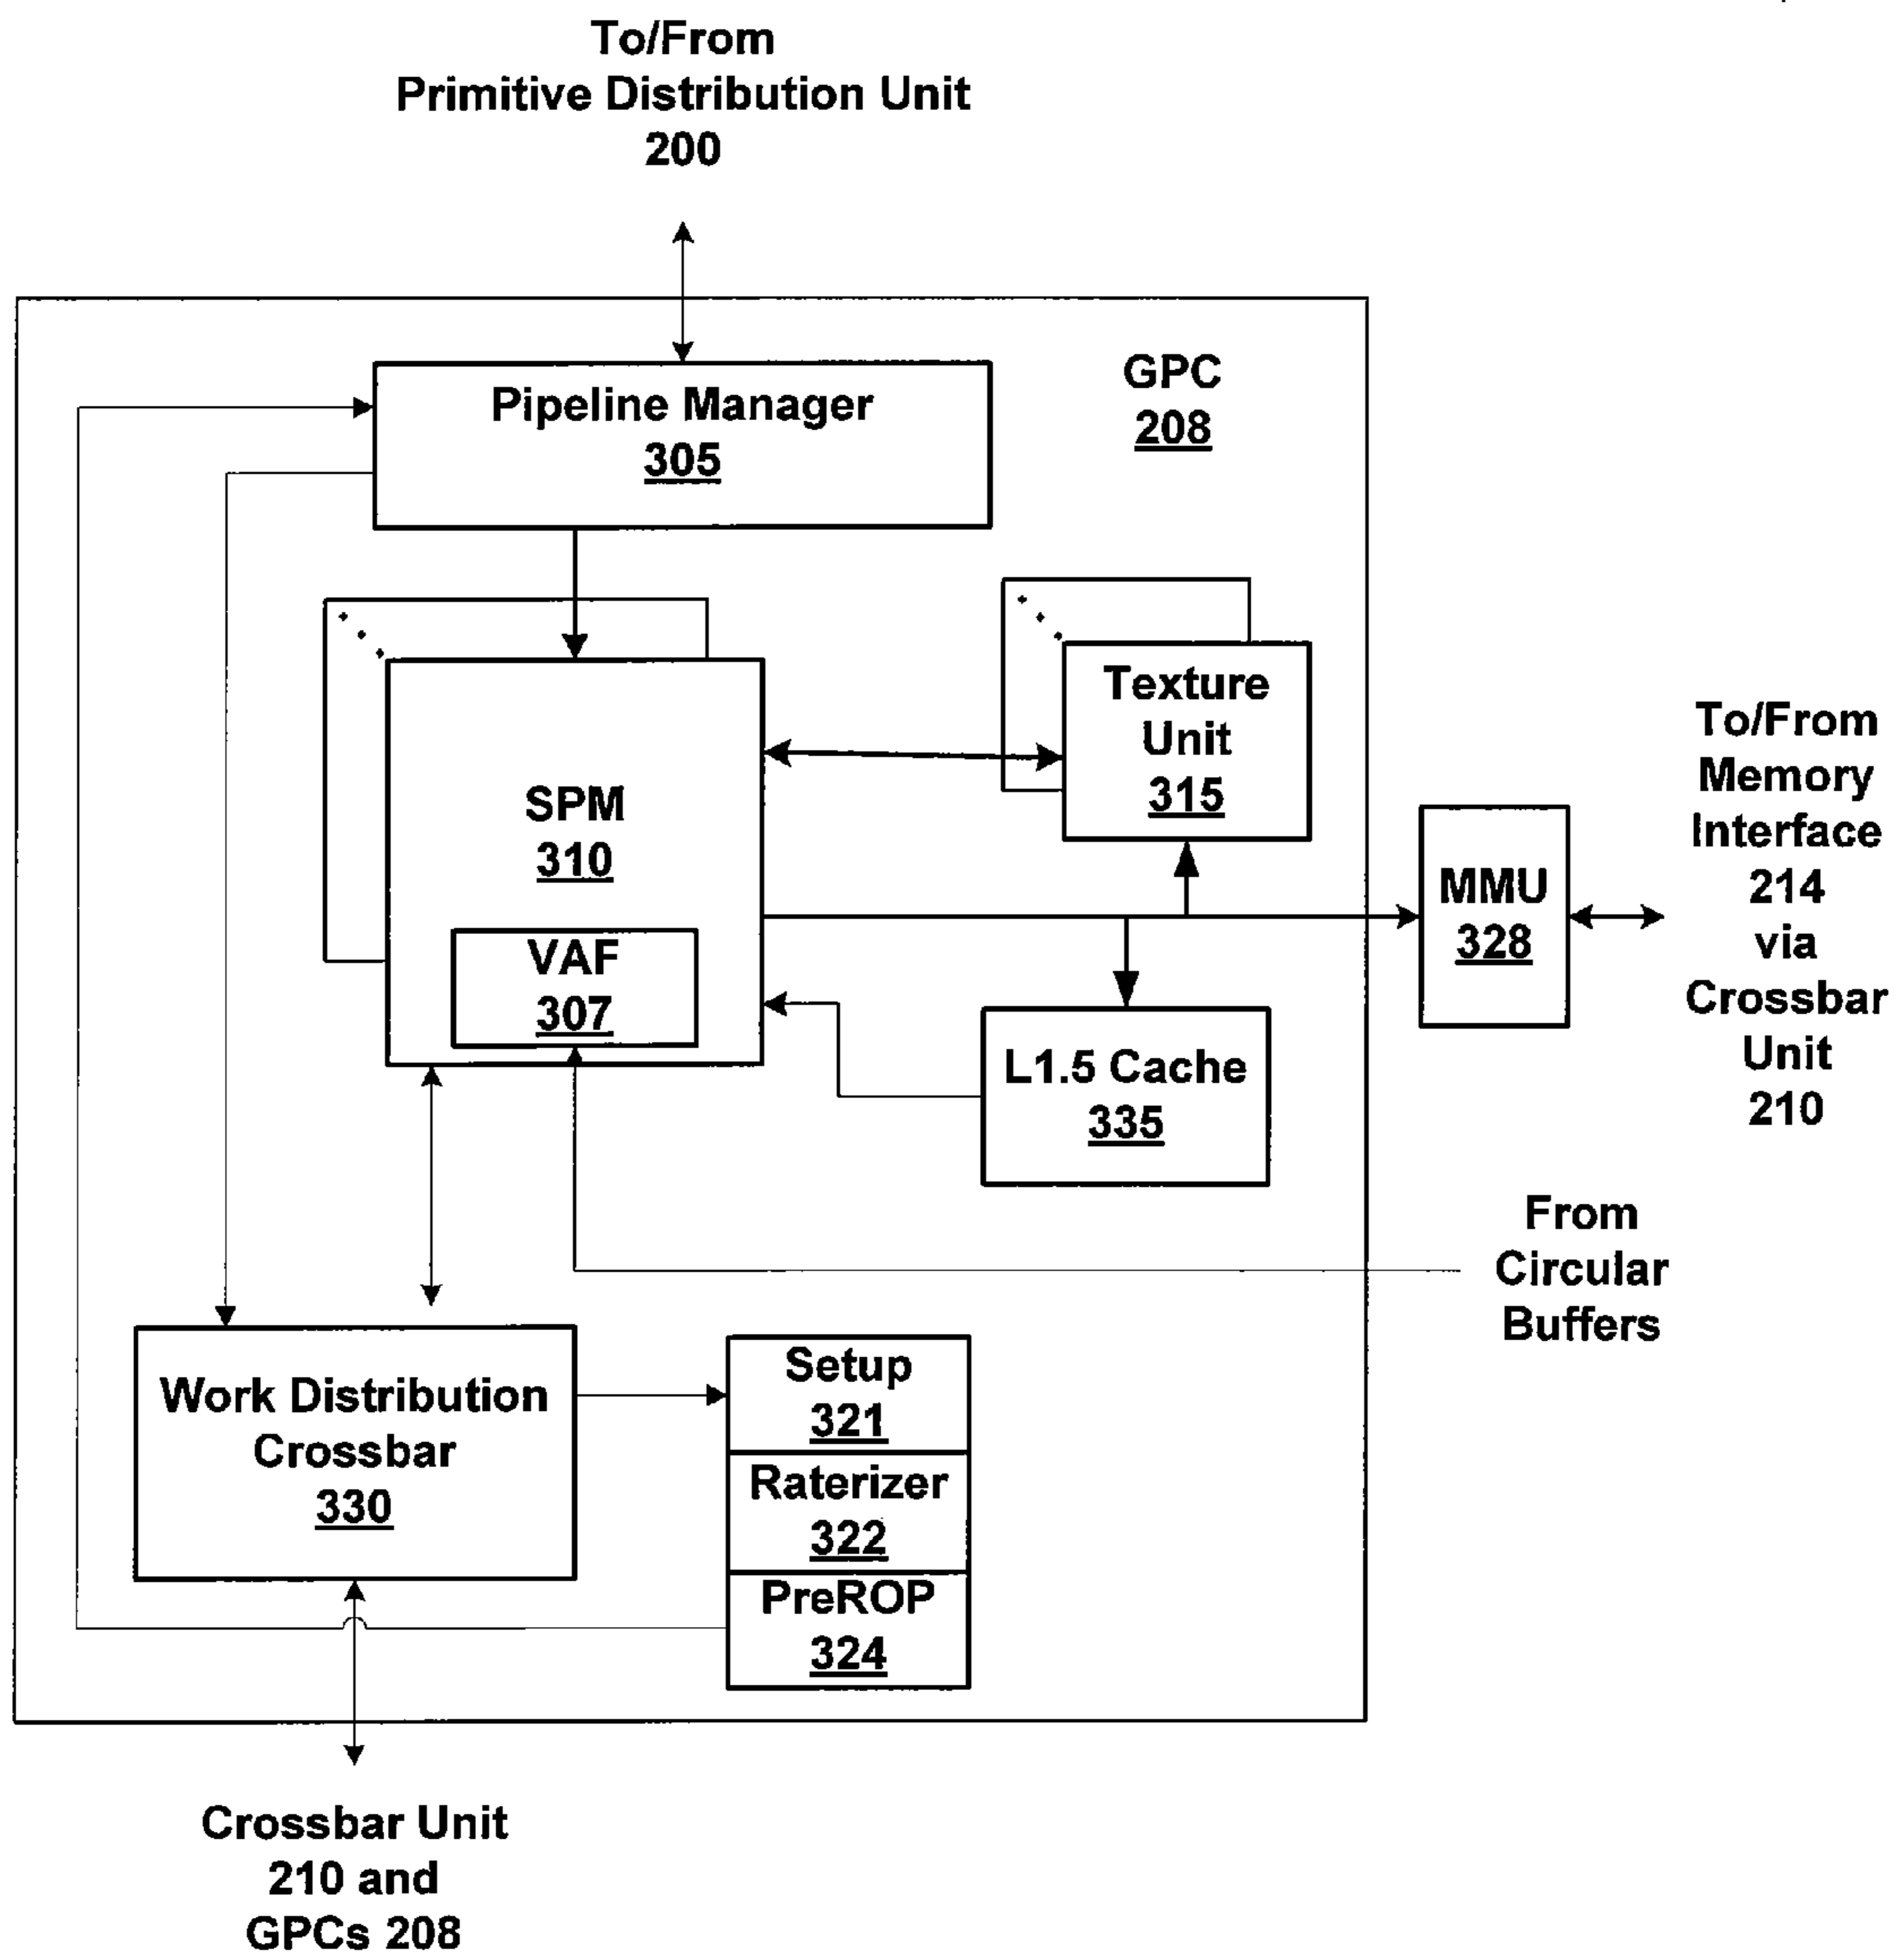 To/From
Primitive Distribution Unit
200
Pipeline Manager
305
GPC
208
Texture
Unit
315
SPM
310
VAF
307
MMU
328
To/From
Memory
Interface
214
via
Crossbar
Unit
210
L1.5 Cache
335
From
Circular
Buffers
Work Distribution
Crossbar
330
Setup
321
Raterizer
322
PreROP
324
Crossbar Unit
210 and
GPCs 208